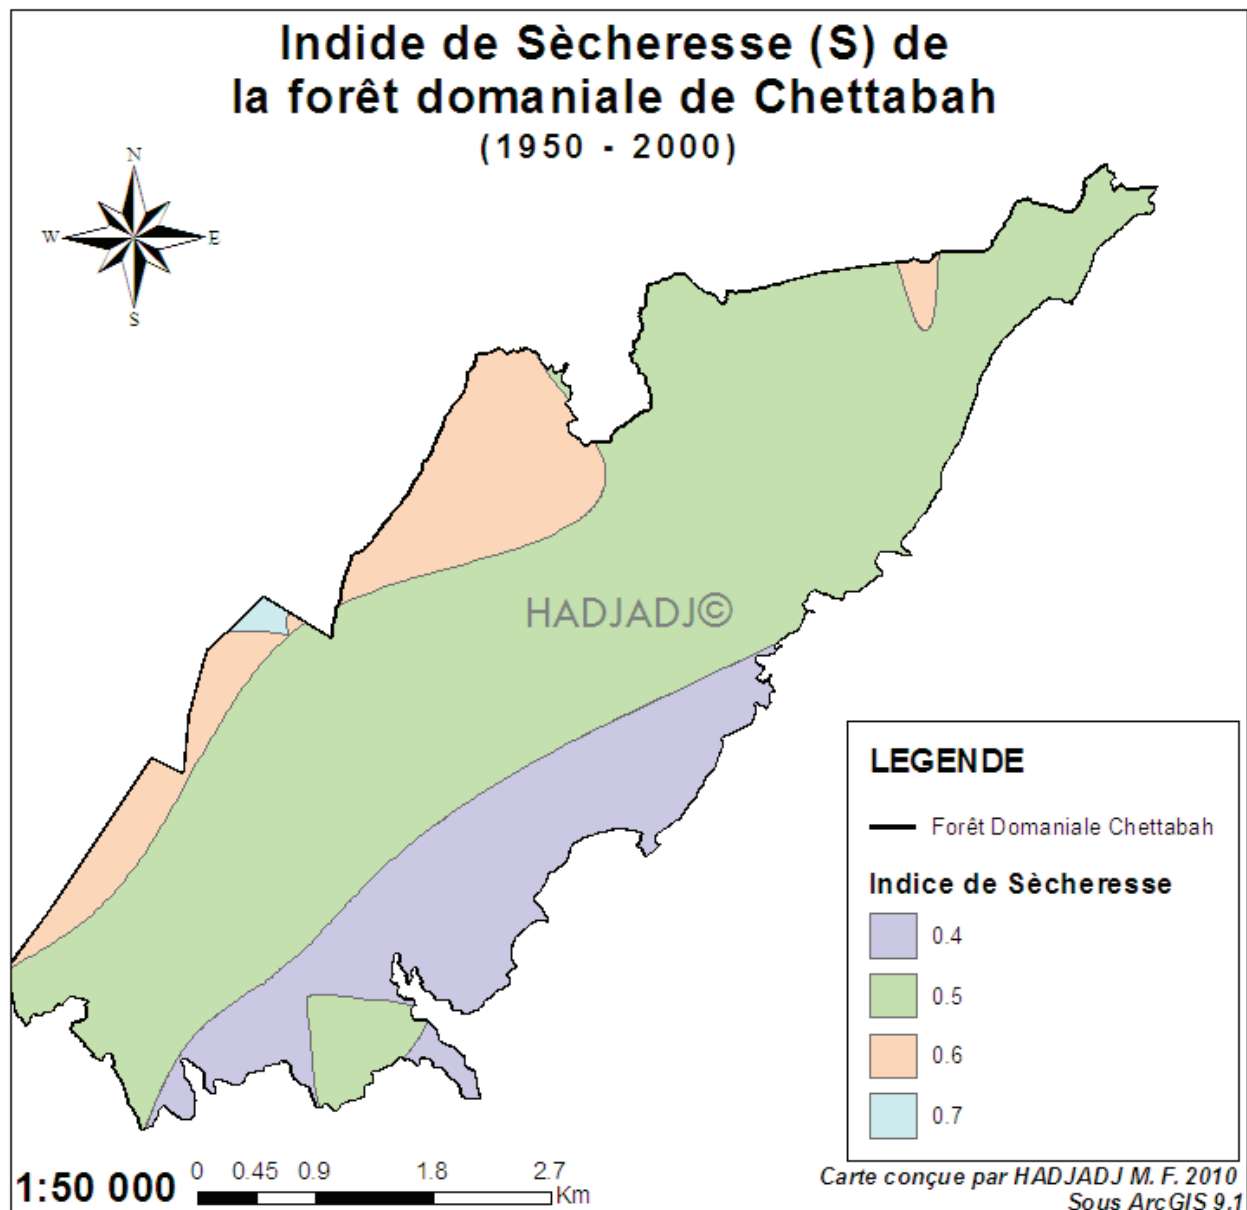 Indide de Sècheresse (S) de
la forêt domaniale de Chettabah
(1950 - 2000)
N
W E
S
HADJADJ©
LEGENDE
Forêt Domaniale Chettabah
Indice de Sècheresse
0.4
0.5
0.6
0.7
1:50 000
0 0.45 0.9 1.8 2.7
Km
Carte conçue par HADJADJ M. F. 2010
Sous ArcGIS 9.1